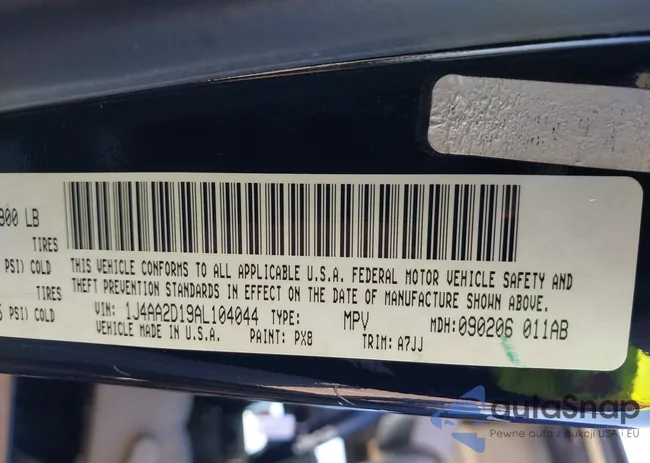 800 LB
TIRES
PSI) COLD
TIRES
PSI) COLD
THIS VEHICLE CONFORMS TO ALL APPLICABLE U.S.A. FEDERAL MOTOR VEHICLE SAFETY AND
THEFT PREVENTION STANDARDS IN EFFECT ON THE DATE OF MANUFACTURE SHOWN ABOVE.
VIN: 1J4AA2D19AL104044 TYPE: MPV MDH: 090206 011AB
VEHICLE MADE IN U.S.A. PAINT: PX8 TRIM: A7JJ
autoSnap
Pewne auta z aukcji USA i EU